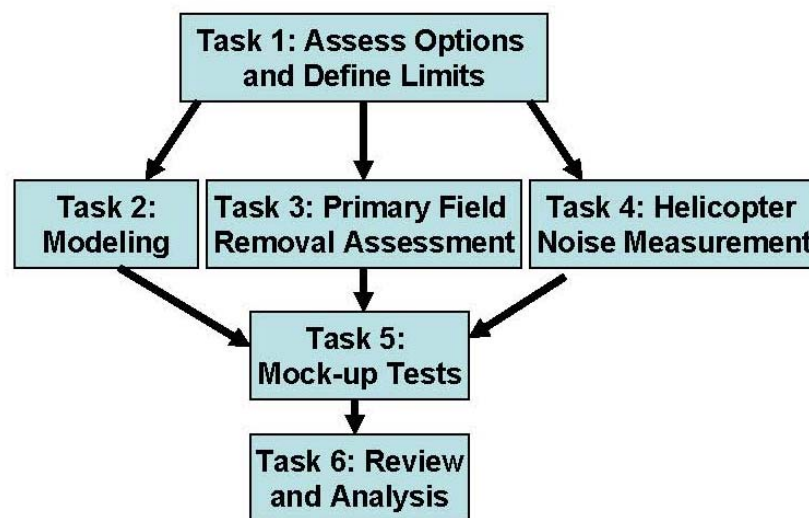 Task 1: Assess Options
and Define Limits
Task 2:
Modeling
Task 3: Primary Field
Removal Assessment
Task 4: Helicopter
Noise Measurement
Task 5:
Mock-up Tests
Task 6: Review
and Analysis